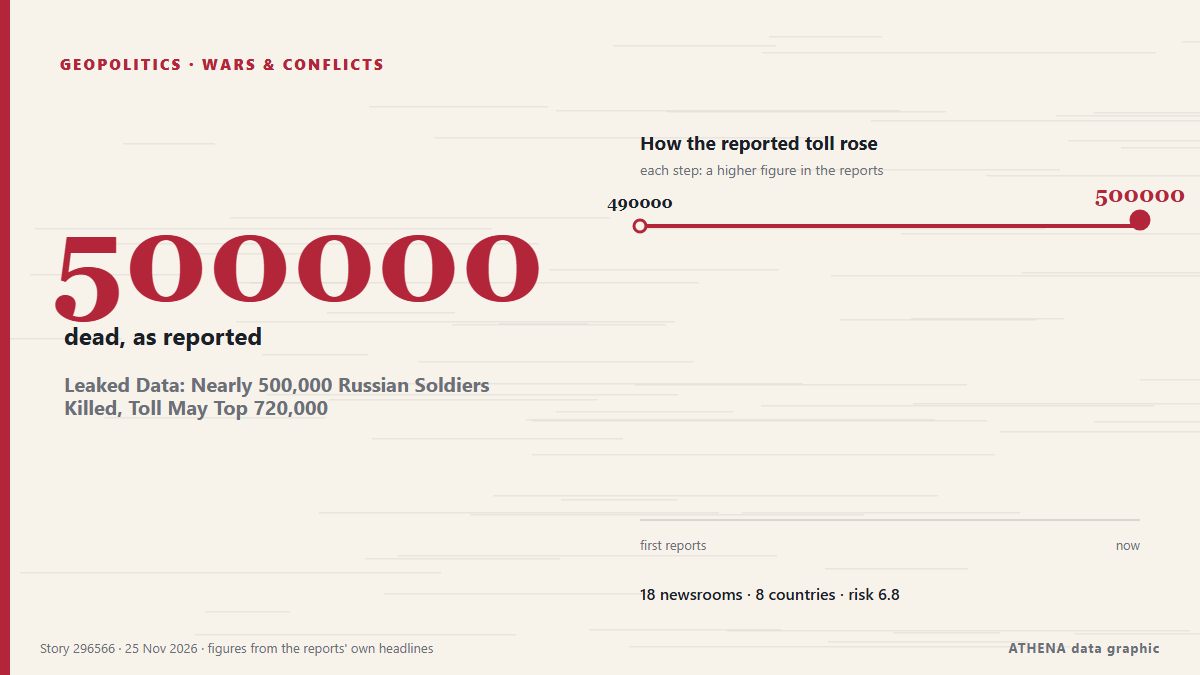 GEOPOLITICS · WARS & CONFLICTS
500000
dead, as reported
Leaked Data: Nearly 500,000 Russian Soldiers
Killed, Toll May Top 720,000
How the reported toll rose
each step: a higher figure in the reports
490000
500000
first reports
now
18 newsrooms · 8 countries · risk 6.8
Story 296566 · 25 Nov 2026 · figures from the reports' own headlines
ATHENA data graphic